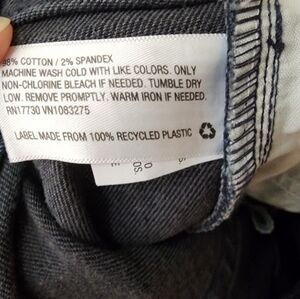 98% COTTON / 2% SPANDEX
MACHINE WASH COLD WITH LIKE COLORS. ONLY
NON-CHLORINE BLEACH IF NEEDED. TUMBLE DRY
LOW. REMOVE PROMPTLY. WARM IRON IF NEEDED.
RN17730 VN1083275
LABEL MADE FROM 100% RECYCLED PLASTIC